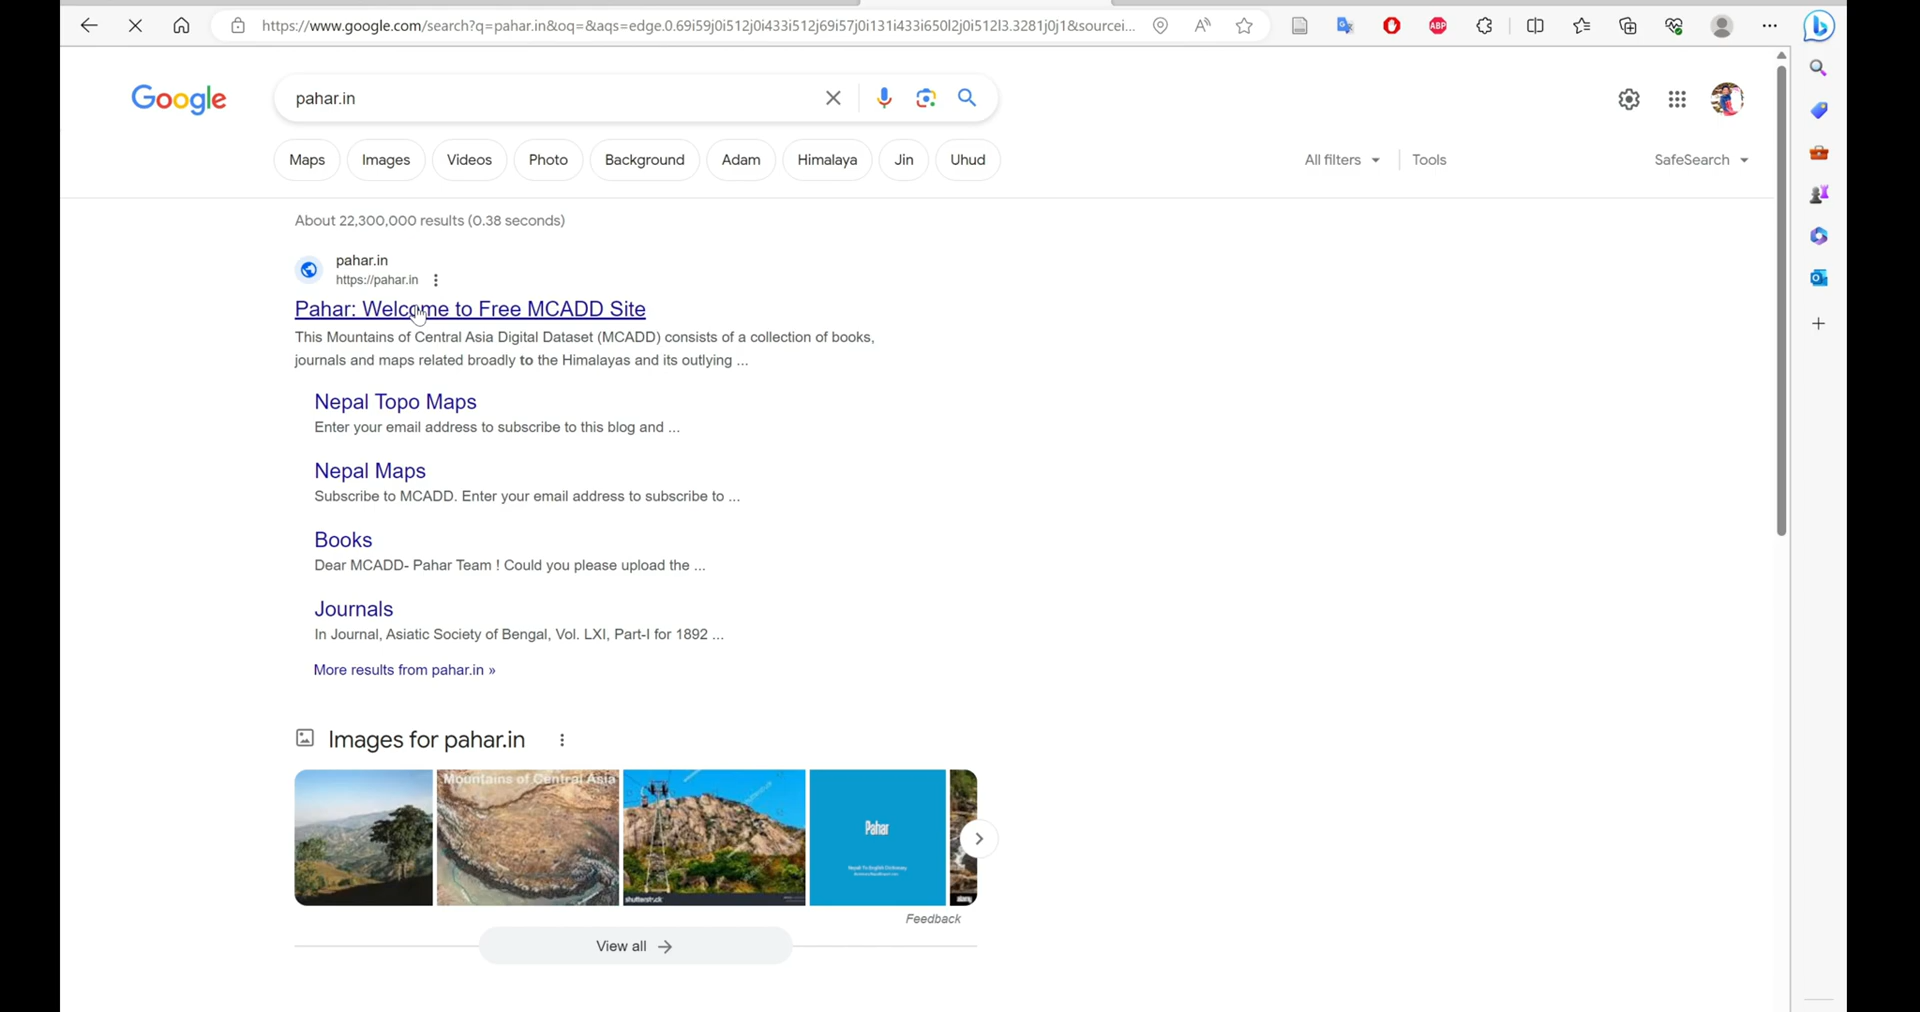 https://www.google.com/search?q=pahar.in&oq=&aqs=edge.0.69i59j0i512j0i433i512j69i57j0i131i433i650l2j0i512l3.3281j0j1&sourcei...
ABP
Google
pahar.in
Maps
Images
Videos
Photo
Background
Adam
Himalaya
Jin
Uhud
All filters
Tools
SafeSearch
About 22,300,000 results (0.38 seconds)
pahar.in
https://pahar.in
Pahar: Welcome to Free MCADD Site
This Mountains of Central Asia Digital Dataset (MCADD) consists of a collection of books,
journals and maps related broadly to the Himalayas and its outlying ...
Nepal Topo Maps
Enter your email address to subscribe to this blog and ...
Nepal Maps
Subscribe to MCADD. Enter your email address to subscribe to ...
Books
Dear MCADD- Pahar Team ! Could you please upload the ...
Journals
In Journal, Asiatic Society of Bengal, Vol. LXI, Part-I for 1892 ...
More results from pahar.in »
Images for pahar.in
Mountains of Central Asia
Pahar
shutterstock
Feedback
View all →